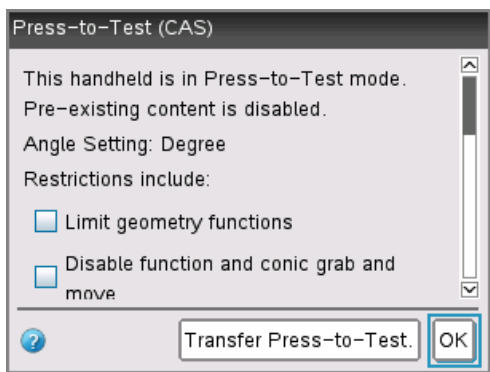 Press-to-Test (CAS)
This handheld is in Press-to-Test mode.
Pre-existing content is disabled.
Angle Setting: Degree
Restrictions include:
Limit geometry functions
Disable function and conic grab and
move
Transfer Press-to-Test.
OK